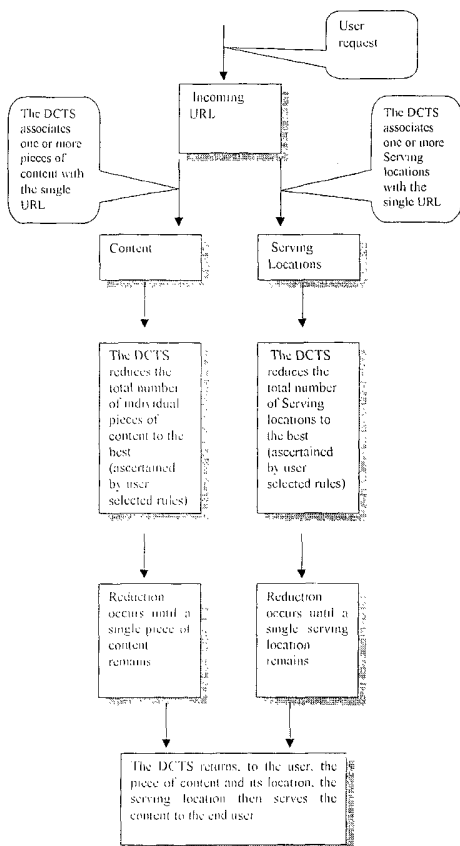 User
request
Incoming
URL
The DCTS
associates
one or more
pieces of
content with
the single
URL
The DCTS
associates
one or more
Serving
locations
with the
single URL
Content
Serving
Locations
The DCTS
reduces the
total number
of individual
pieces of
content to the
best
(ascertained
by user
selected rules)
The DCTS
reduces the
total number
of Serving
locations to
the best
(ascertained
by user
selected rules)
Reduction
occurs until a
single piece of
content
remains
Reduction
occurs until a
single serving
location
remains
The DCTS returns, to the user, the
piece of content and its location, the
serving location then serves the
content to the end user